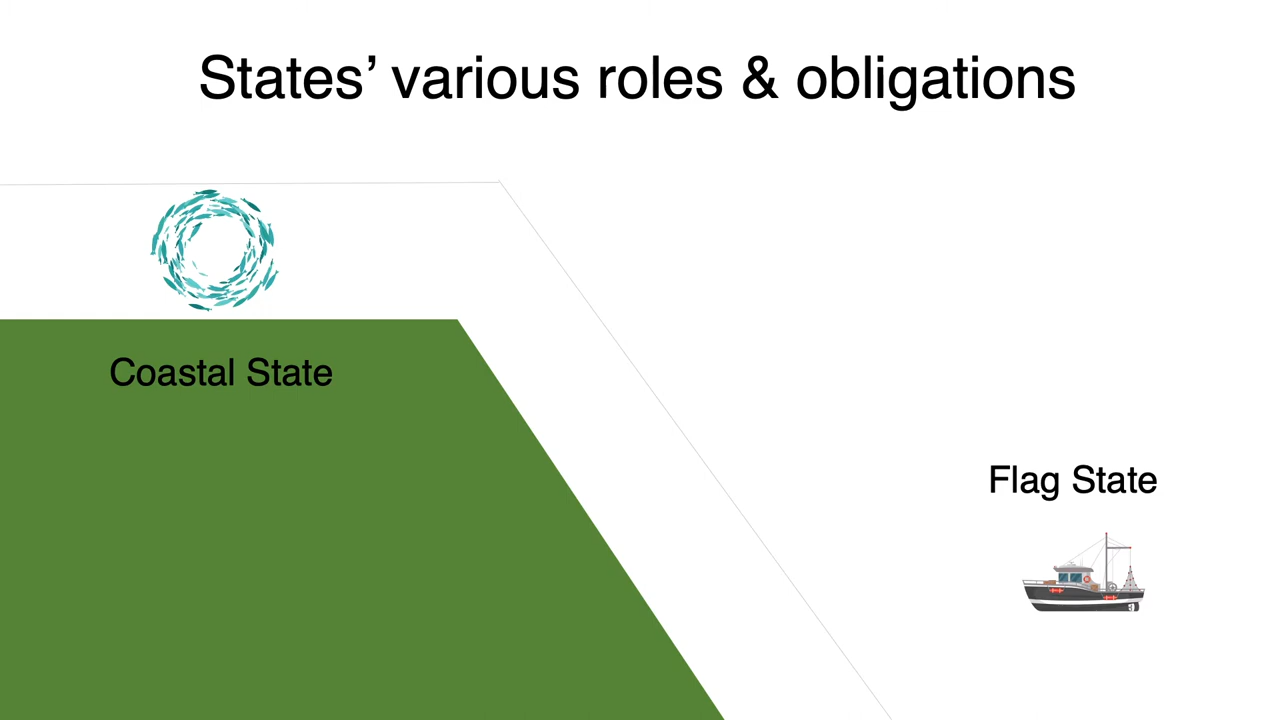 States’ various roles & obligations
Coastal State
Flag State